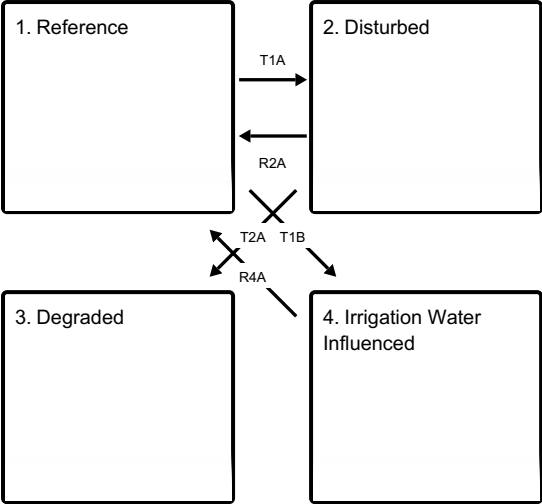 1. Reference
2. Disturbed
T1A
R2A
T2A
T1B
R4A
3. Degraded
4. Irrigation Water
Influenced